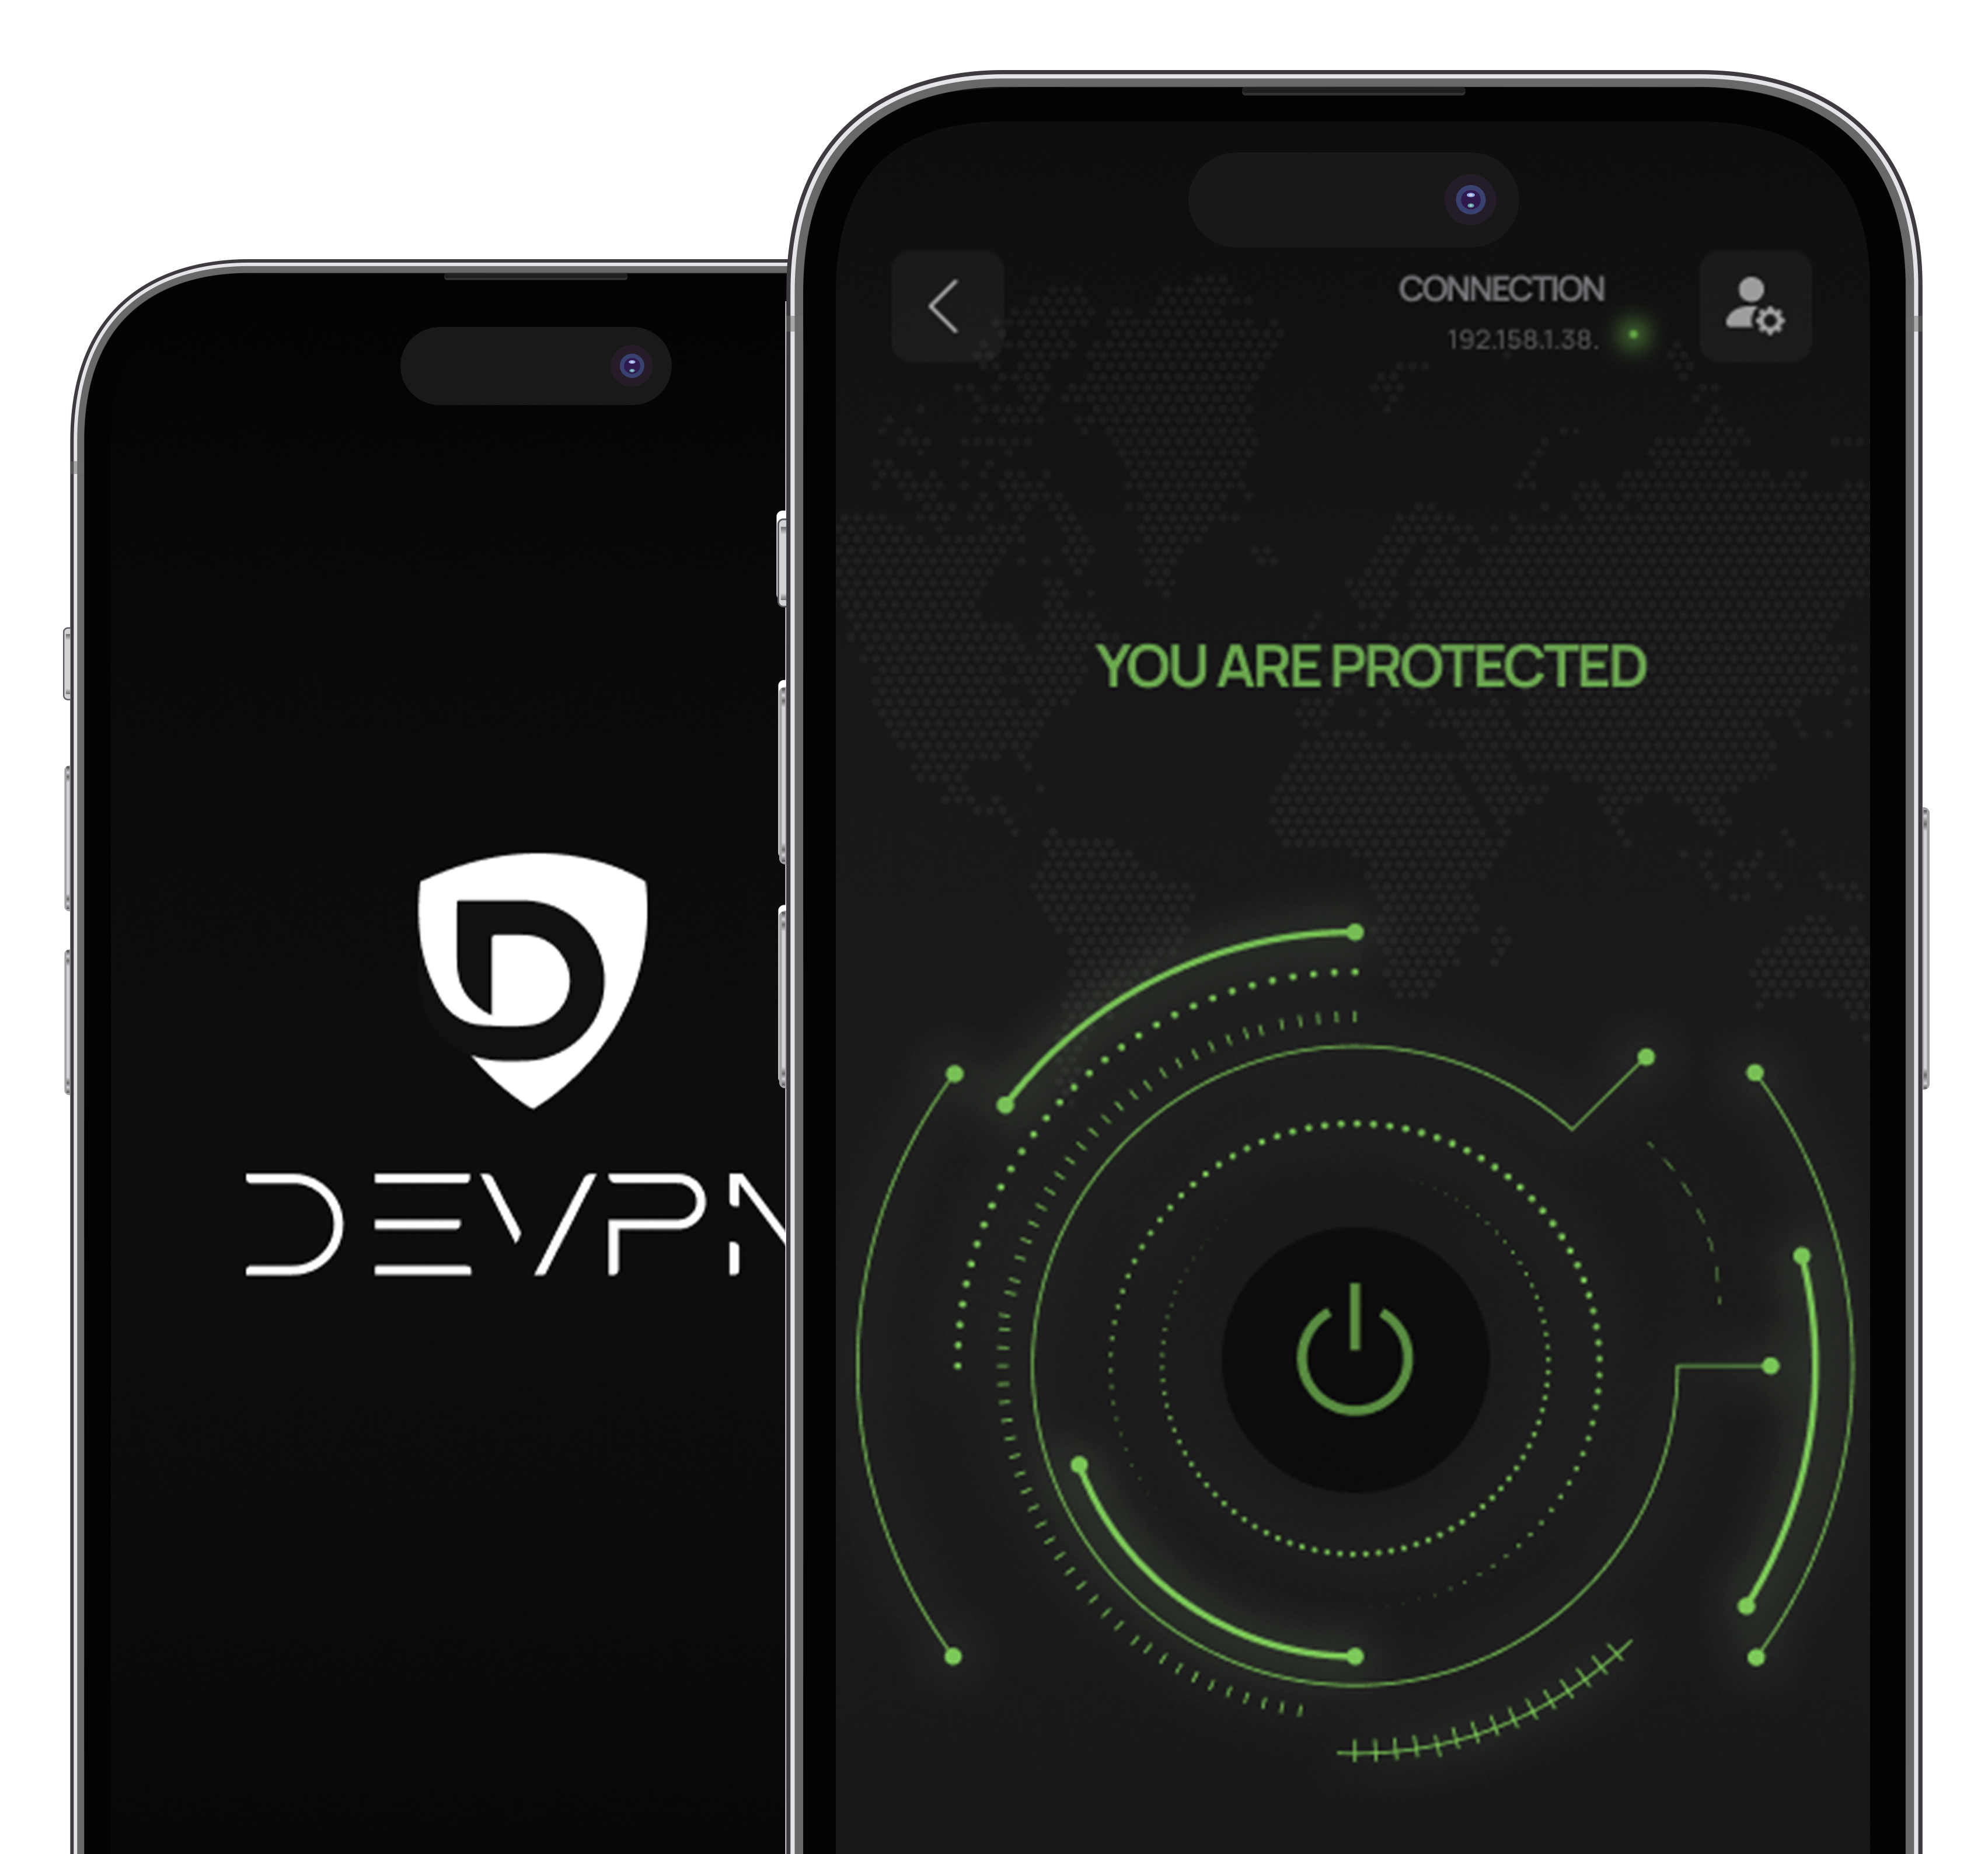 DEVPN
CONNECTION
192.158.1.38.
YOU ARE PROTECTED